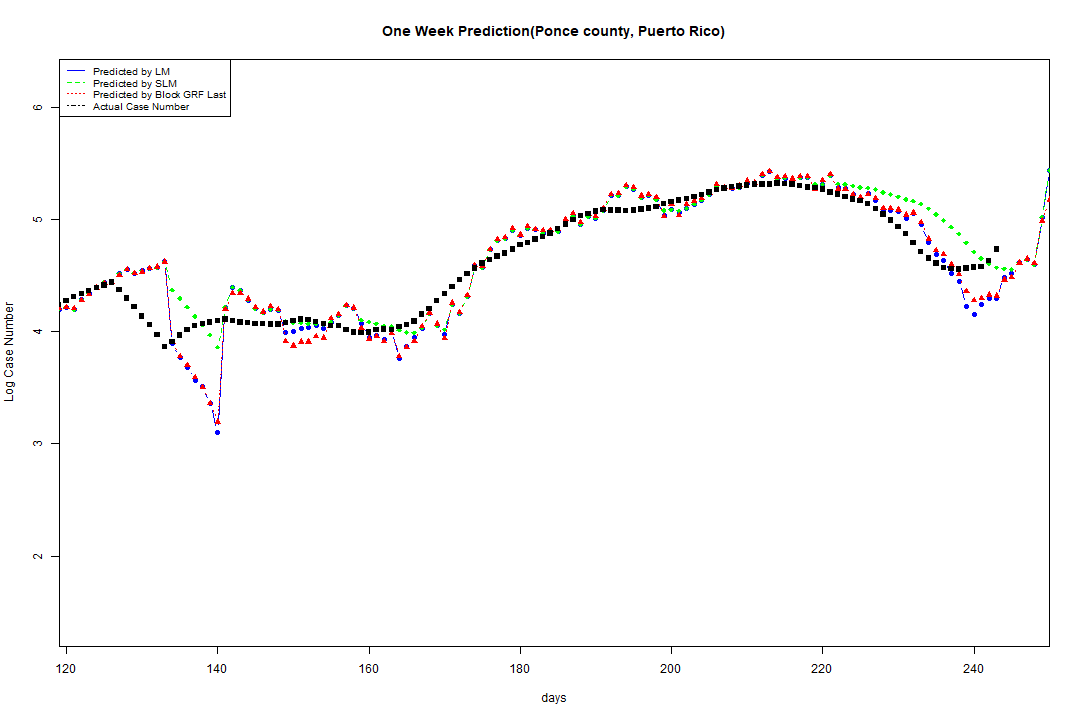 One Week Prediction(Ponce county, Puerto Rico)
Predicted by LM
Predicted by SLM
Predicted by Block GRF Last
Actual Case Number
6
5
4
3
2
Log Case Number
120 140 160 180 200 220 240
days